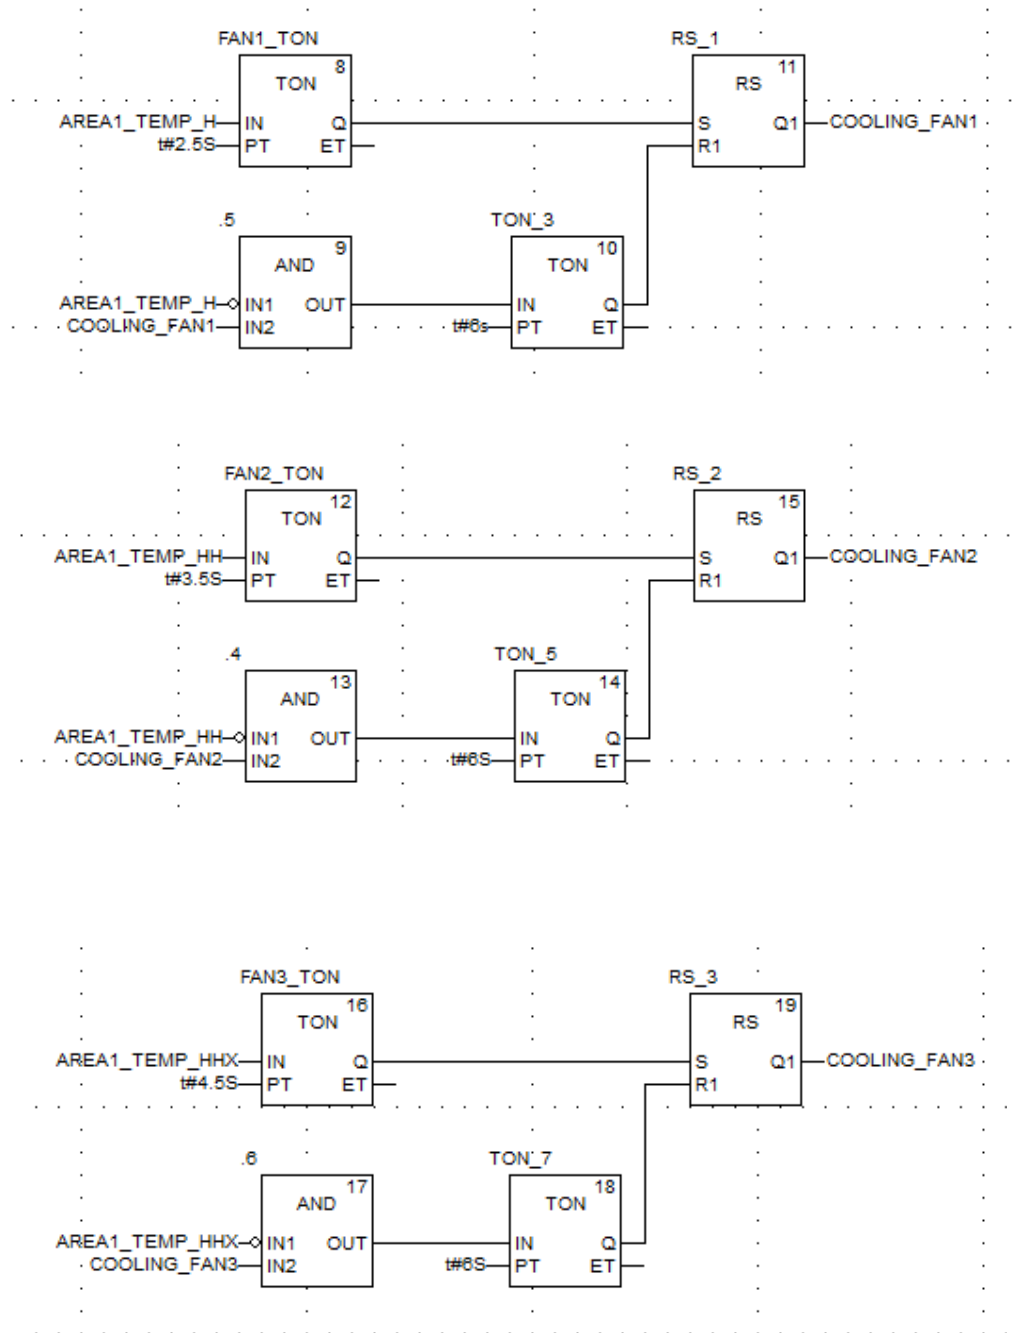 FAN1_TON RS_1
8 11
TON RS
AREA1_TEMP_H IN Q S Q1 COOLING_FAN1
t#2.5S PT ET R1
.5 TON_3
9 10
AND TON
AREA1_TEMP_H IN1 OUT IN Q
COOLING_FAN1 IN2 t#6s PT ET
FAN2_TON RS_2
12 15
TON RS
AREA1_TEMP_HH IN Q S Q1 COOLING_FAN2
t#3.5S PT ET R1
.4 TON_5
13 14
AND TON
AREA1_TEMP_HH IN1 OUT IN Q
COOLING_FAN2 IN2 t#6S PT ET
FAN3_TON RS_3
16 19
TON RS
AREA1_TEMP_HHX IN Q S Q1 COOLING_FAN3
t#4.5S PT ET R1
.6 TON_7
17 18
AND TON
AREA1_TEMP_HHX IN1 OUT IN Q
COOLING_FAN3 IN2 t#6S PT ET